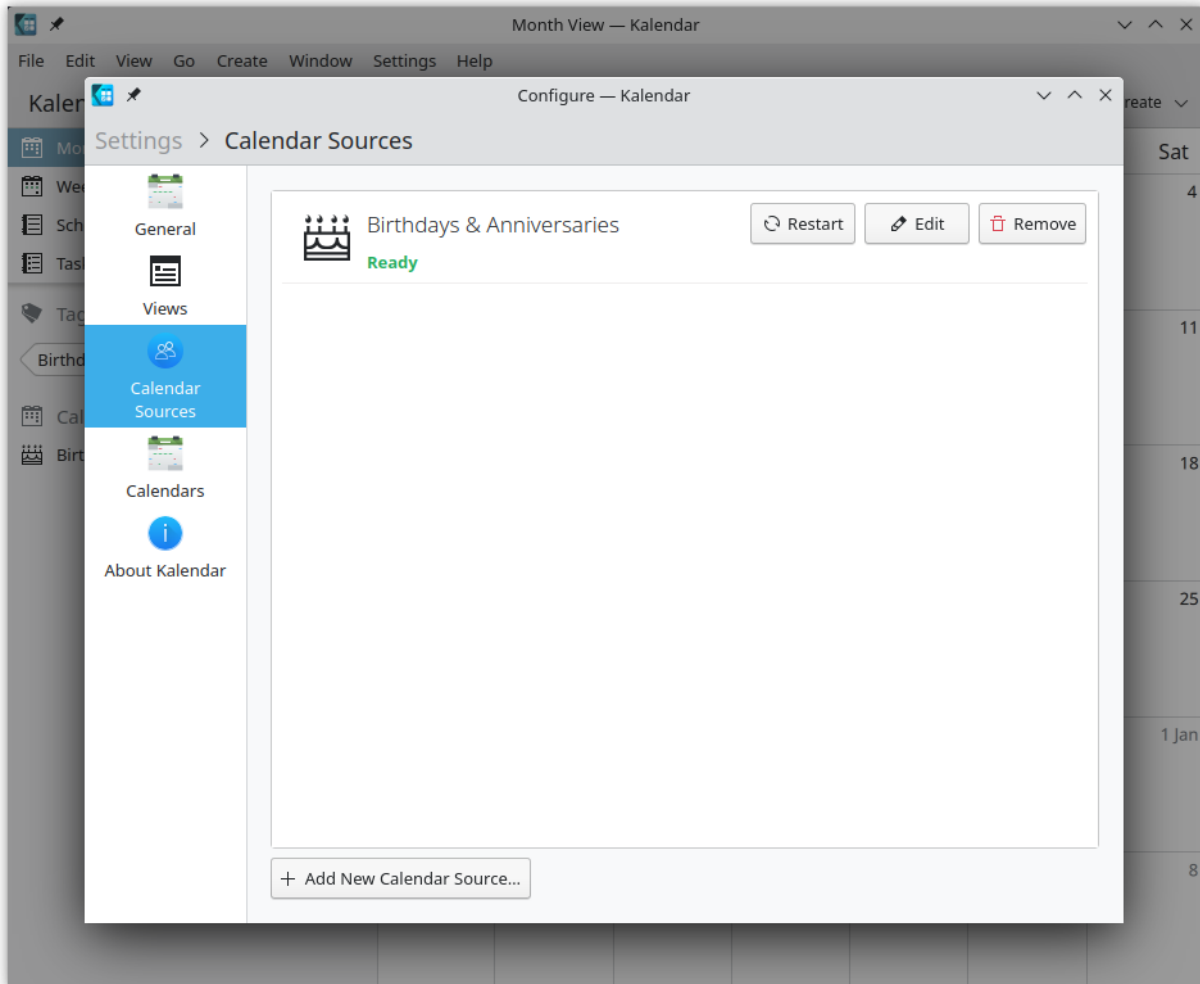 Month View — Kalendar
File Edit View Go Create Window Settings Help
Configure — Kalendar
Settings > Calendar Sources
Sat
4
11
18
25
1 Jan
8
General
Views
Calendar
Sources
Calendars
About Kalendar
Birthdays & Anniversaries
Ready
Restart
Edit
Remove
+ Add New Calendar Source...